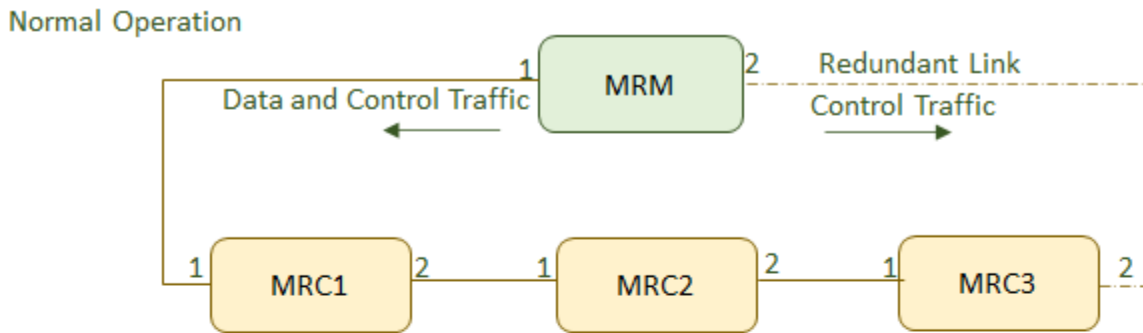 Normal Operation
1 MRM 2 Redundant Link
Data and Control Traffic Control Traffic
1 MRC1 2 1 MRC2 2 1 MRC3 2